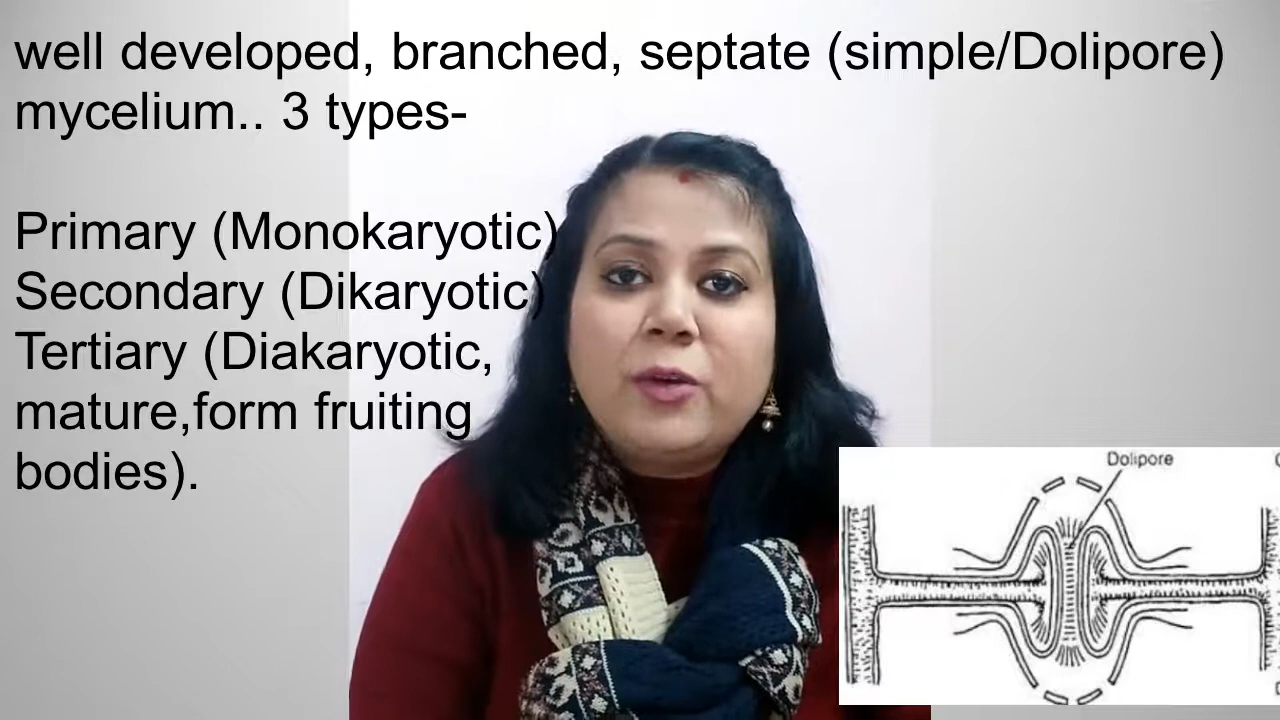 well developed, branched, septate (simple/Dolipore)
mycelium.. 3 types-
Primary (Monokaryotic)
Secondary (Dikaryotic)
Tertiary (Diakaryotic,
mature,form fruiting
bodies).
Dolipore